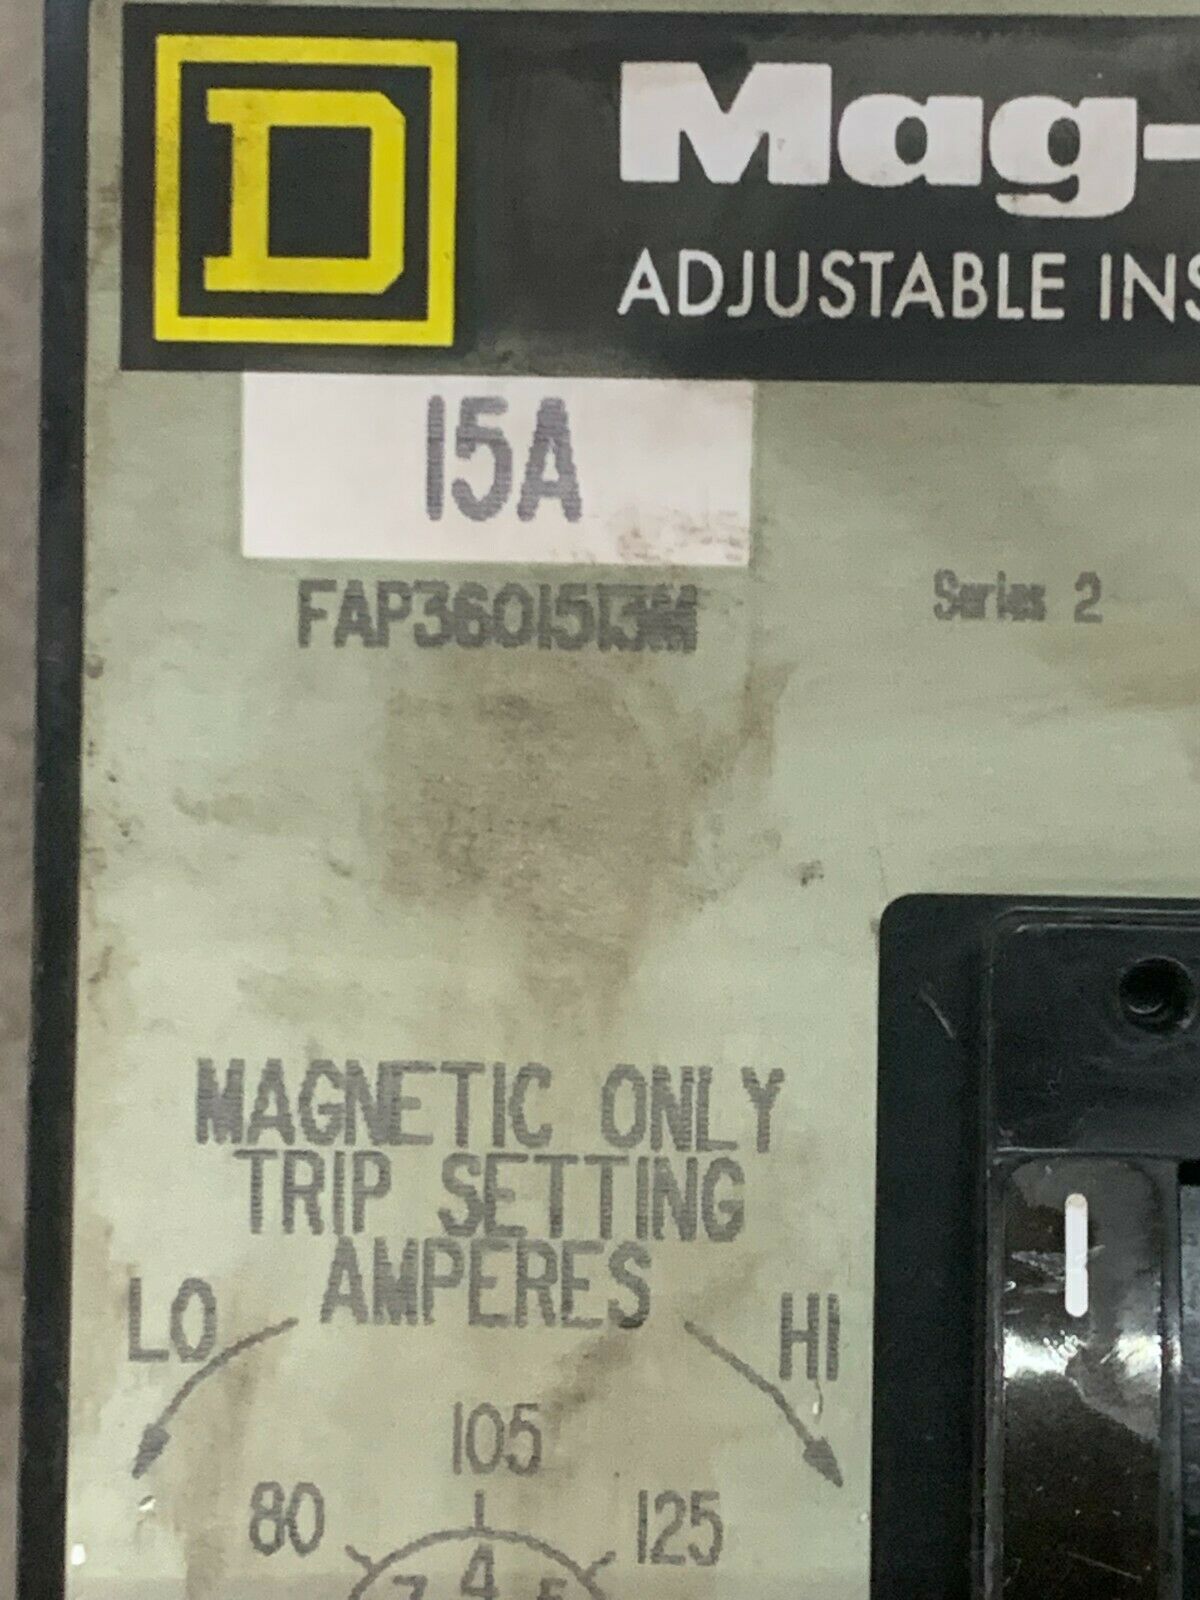 D
Mag-
ADJUSTABLE INS
15A
FAP3601513M
Series 2
MAGNETIC ONLY
TRIP SETTING
AMPERES
LO
HI
105
80
125
4